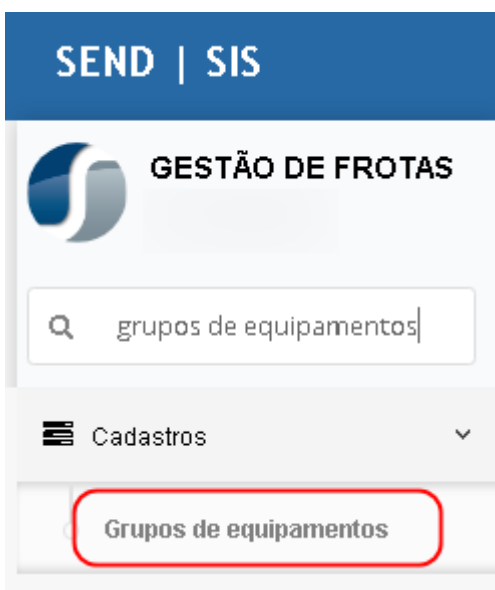 SEND | SIS
GESTÃO DE FROTAS
grupos de equipamentos
Cadastros
Grupos de equipamentos